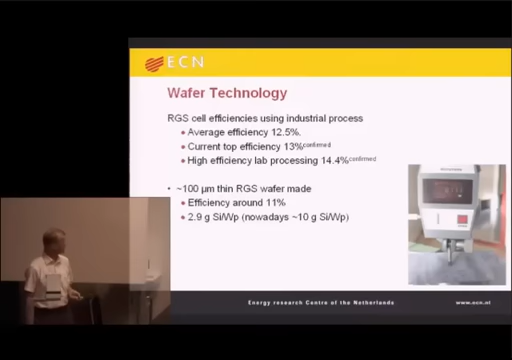 ECN
Wafer Technology
RGS cell efficiencies using industrial process
• Average efficiency 12.5%.
• Current top efficiency 13%confirmed
• High efficiency lab processing 14.4%confirmed
• ~100 µm thin RGS wafer made
• Efficiency around 11%
• 2.9 g Si/Wp (nowadays ~10 g Si/Wp)
Energy research Centre of the Netherlands
www.ecn.nl